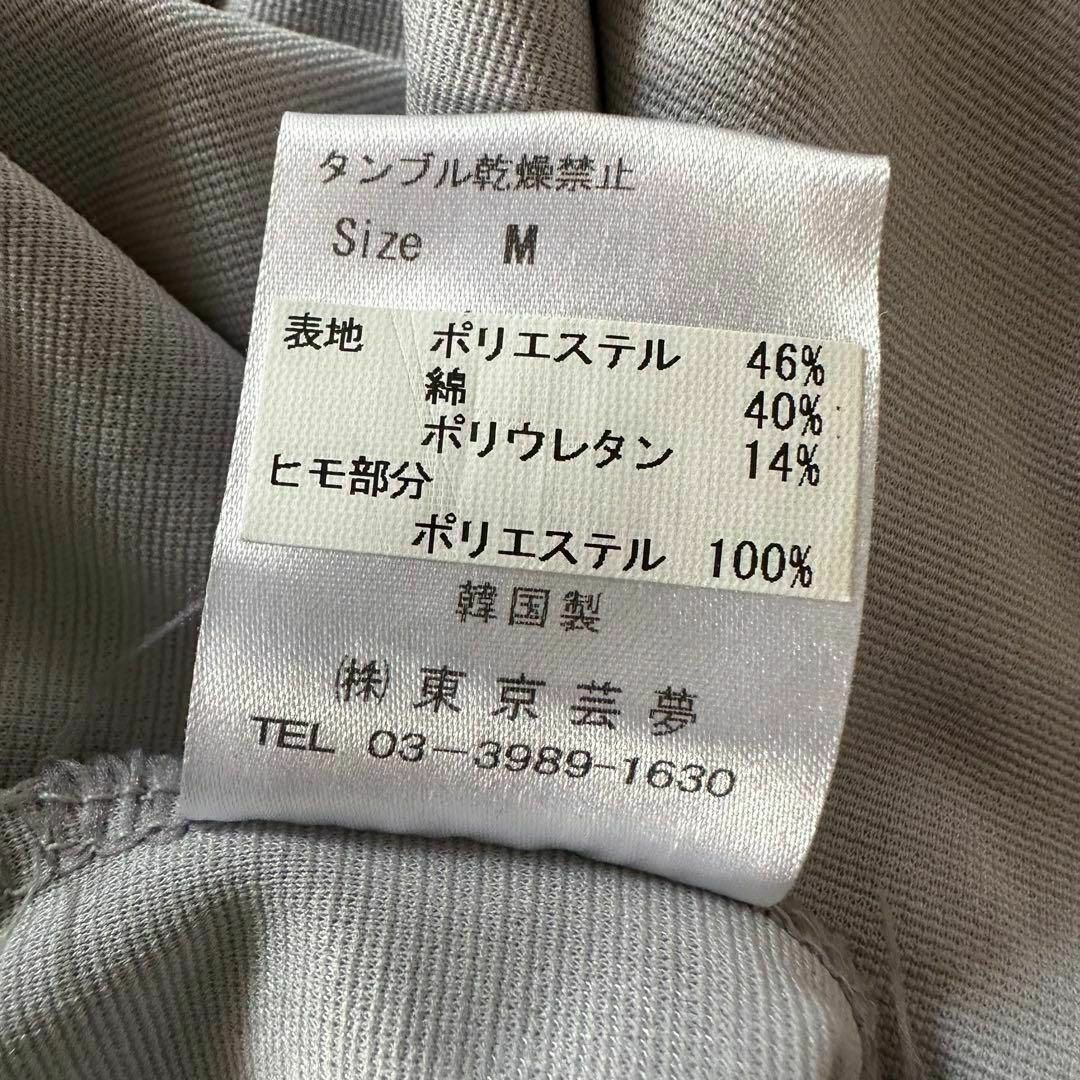 タンブル乾燥禁止
Size M
表地 ポリエステル 46%
綿 40%
ポリウレタン 14%
ヒモ部分
ポリエステル 100%
韓国製
㈱ 東京芸夢
TEL 03-3989-1630